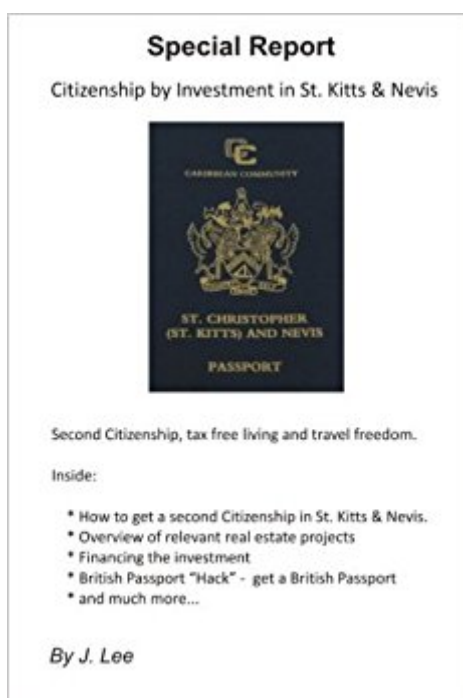 Special Report
Citizenship by Investment in St. Kitts & Nevis
CARIBBEAN COMMUNITY
ST. CHRISTOPHER
(ST. KITTS) AND NEVIS
PASSPORT
Second Citizenship, tax free living and travel freedom.
Inside:
* How to get a second Citizenship in St. Kitts & Nevis.
* Overview of relevant real estate projects
* Financing the investment
* British Passport “Hack” - get a British Passport
* and much more...
By J. Lee